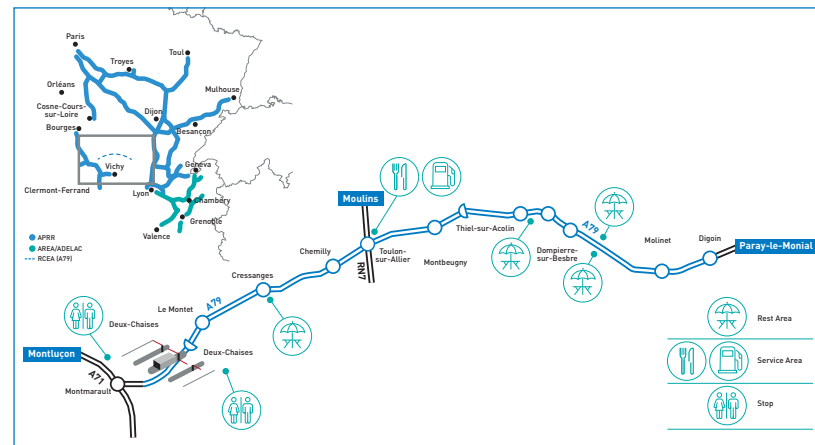 Paris
Troyes
Toul
Orléans
Mulhouse
Cosne-Cours-
sur-Loire
Dijon
Bourges
Besançon
Vichy
Geneva
Clermont-Ferrand
Lyon
Chambéry
Grenoble
Valence
APRR
AREA/ADELAC
RCEA (A79)
Moulins
RN7
Toulon-
sur-Allier
Chemilly
Cressanges
Montbeugny
Thiel-sur-Acolin
Dompierre-
sur-Besbre
A79
Molinet
Digoin
Paray-le-Monial
A79
Le Montet
Deux-Chaises
Deux-Chaises
Montluçon
A71
Montmarault
Rest Area
Service Area
Stop